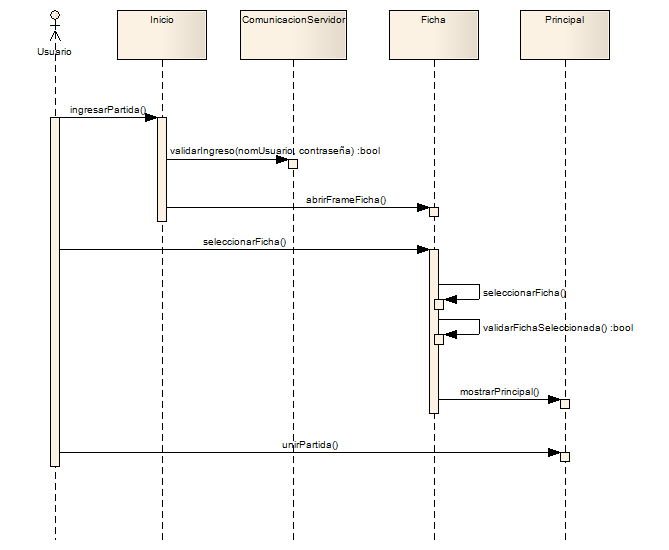 Usuario
Inicio
ComunicacionServidor
Ficha
Principal
ingresarPartida()
validarIngreso(nomUsuario, contraseña) :bool
abrirFrameFicha()
seleccionarFicha()
seleccionarFicha()
validarFichaSeleccionada() :bool
mostrarPrincipal()
unirPartida()